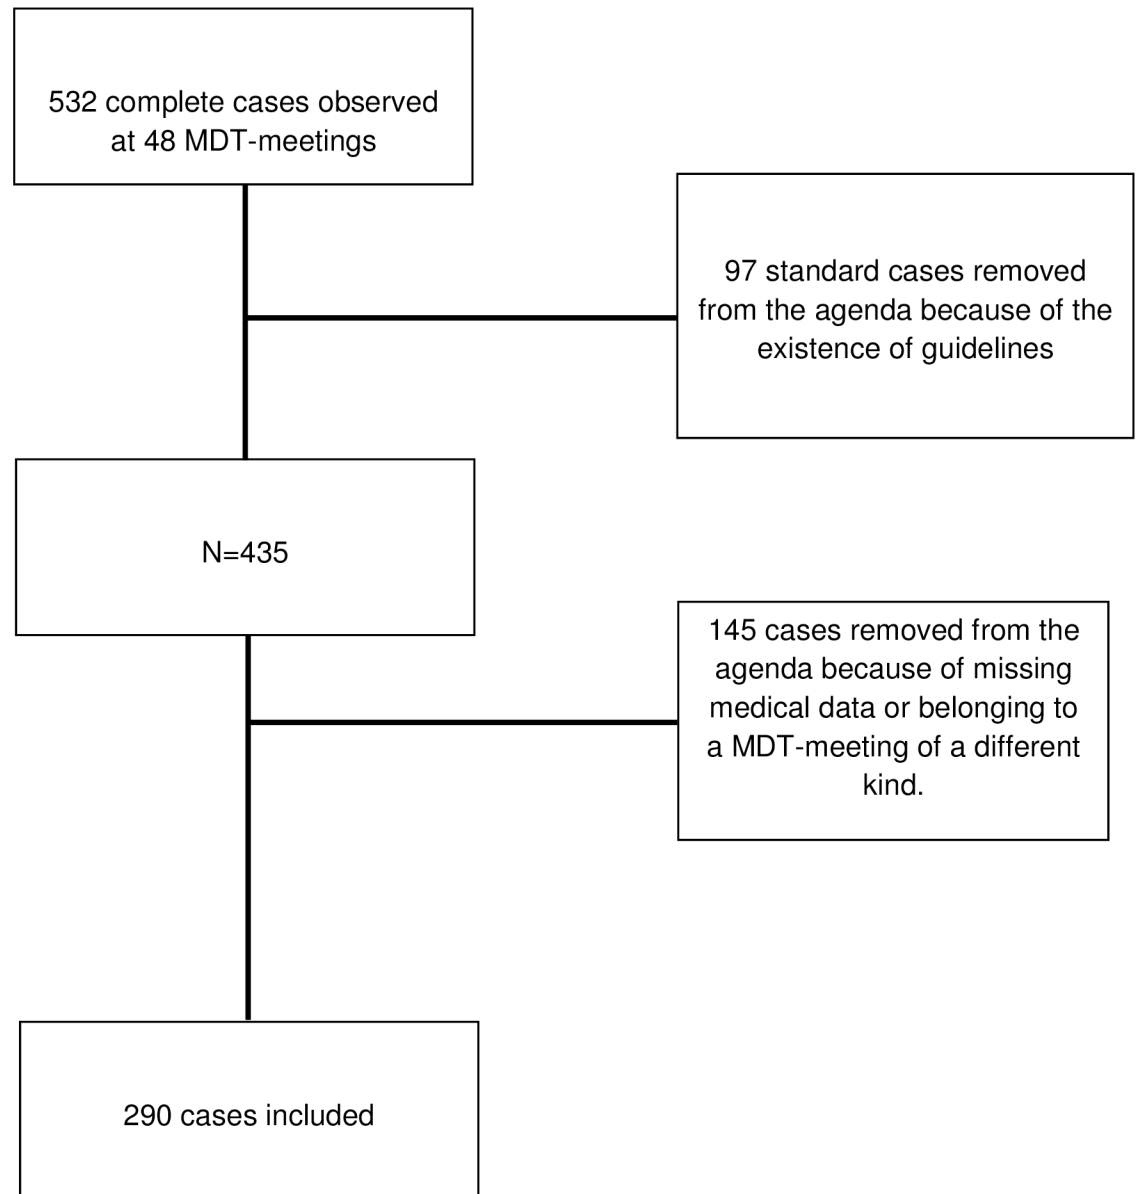 532 complete cases observed
at 48 MDT-meetings
97 standard cases removed
from the agenda because of the
existence of guidelines
N=435
145 cases removed from the
agenda because of missing
medical data or belonging to
a MDT-meeting of a different
kind.
290 cases included